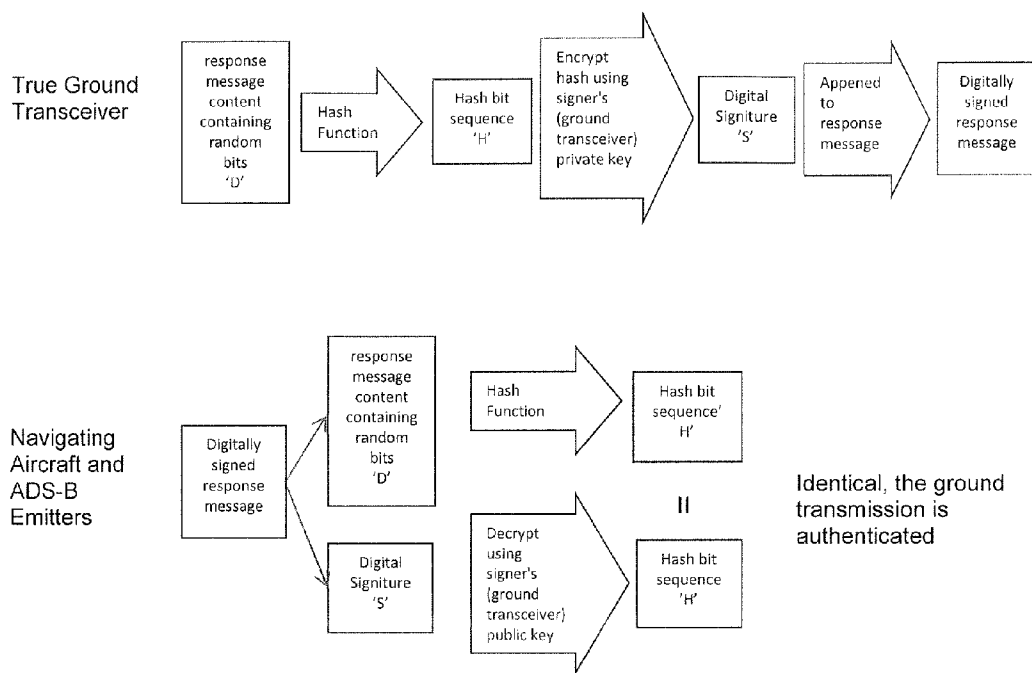 True Ground
Transceiver
response
message
content
containing
random
bits
'D'
Hash
Function
Hash bit
sequence
'H'
Encrypt
hash using
signer's
(ground
transceiver)
private key
Digital
Signiture
'S'
Appened
to
response
message
Digitally
signed
response
message
Navigating
Aircraft and
ADS-B
Emitters
Digitally
signed
response
message
response
message
content
containing
random
bits
'D'
Hash
Function
Hash bit
sequence'
H'
Digital
Signiture
'S'
Decrypt
using
signer's
(ground
transceiver)
public key
Hash bit
sequence
'H'
=
Identical, the ground
transmission is
authenticated